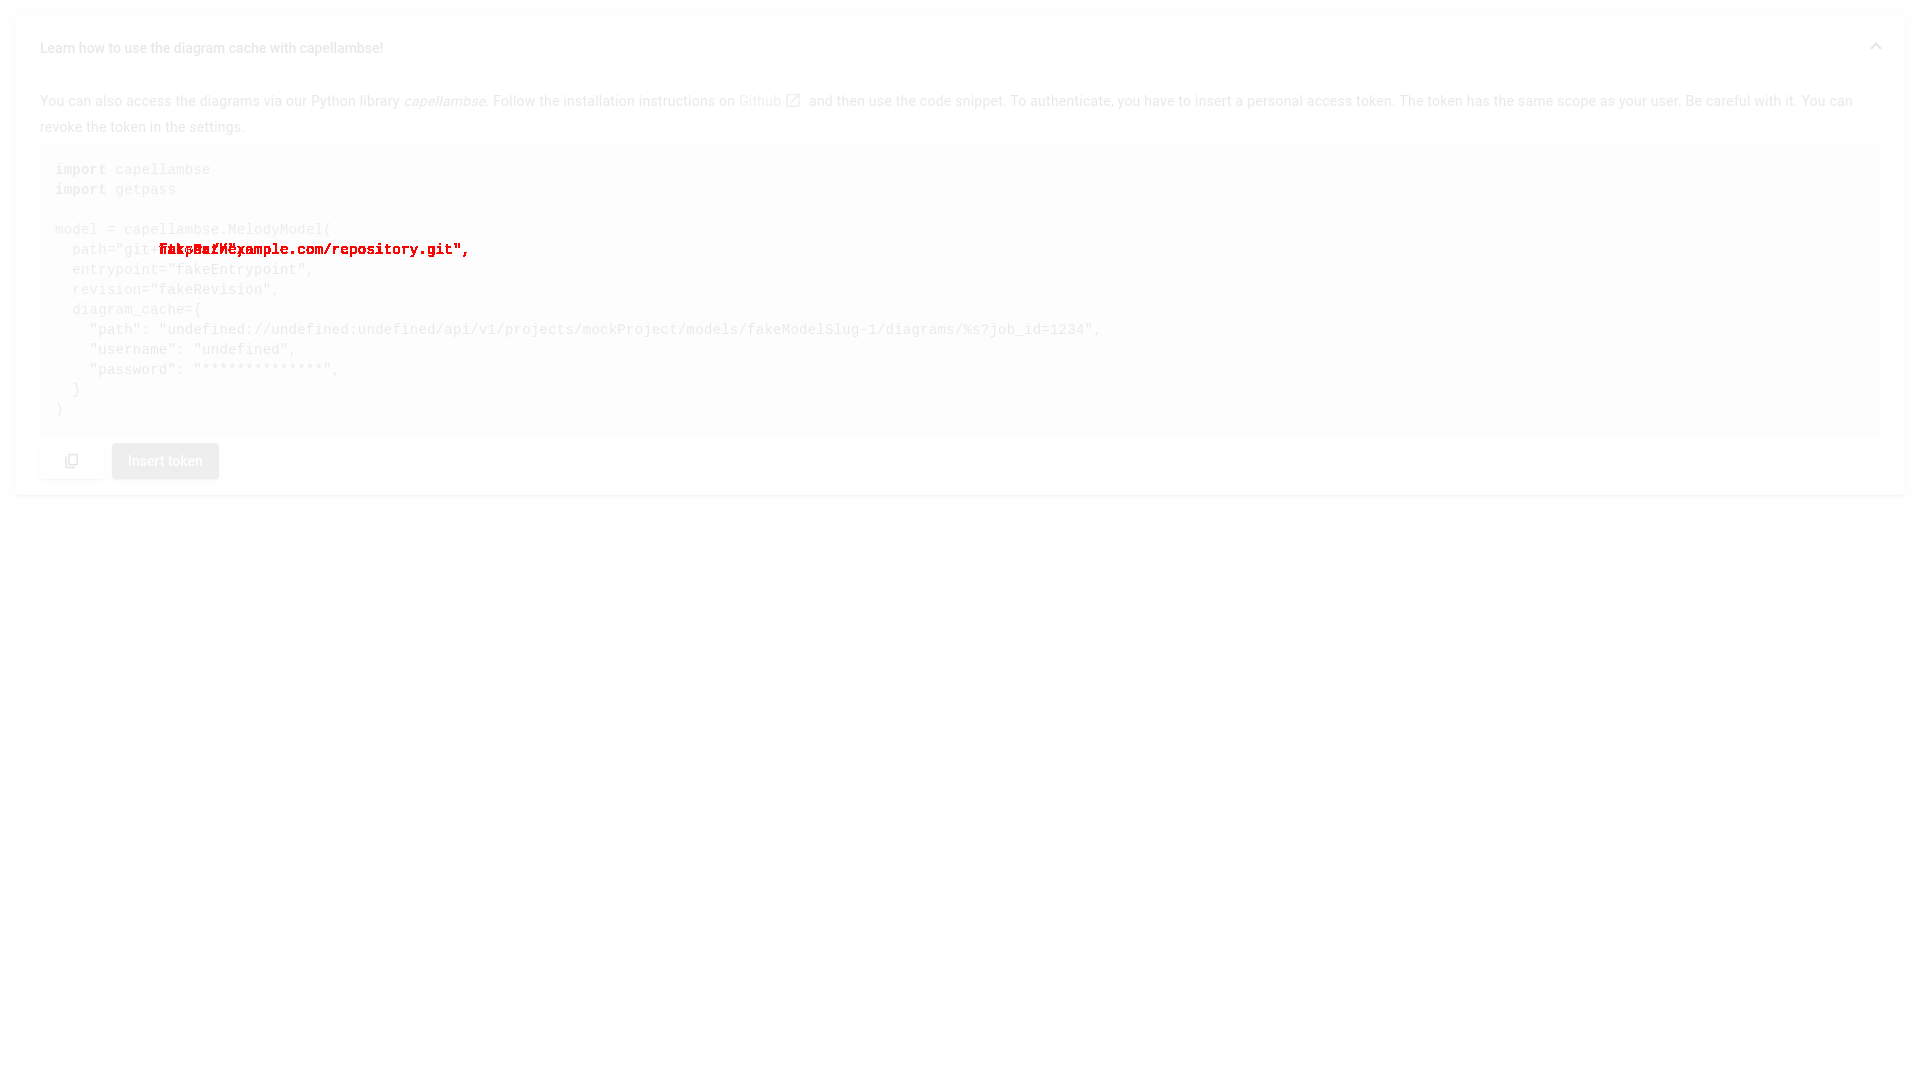 Learn how to use the diagram cache with capellambse!
You can also access the diagrams via our Python library capellambse. Follow the installation instructions on Github and then use the code snippet. To authenticate, you have to insert a personal access token. The token has the same scope as your user. Be careful with it. You can
revoke the token in the settings.
import capellambse
import getpass
model = capellambse.MelodyModel(
path="git+ example.com/repository.git",
entrypoint="fakeEntrypoint",
revision="fakeRevision",
diagram_cache={
"path": "undefined://undefined:undefined/api/v1/projects/mockProject/models/fakeModelSlug-1/diagrams/%s?job_id=1234",
"username": "undefined",
"password": "**************",
}
)
Insert token